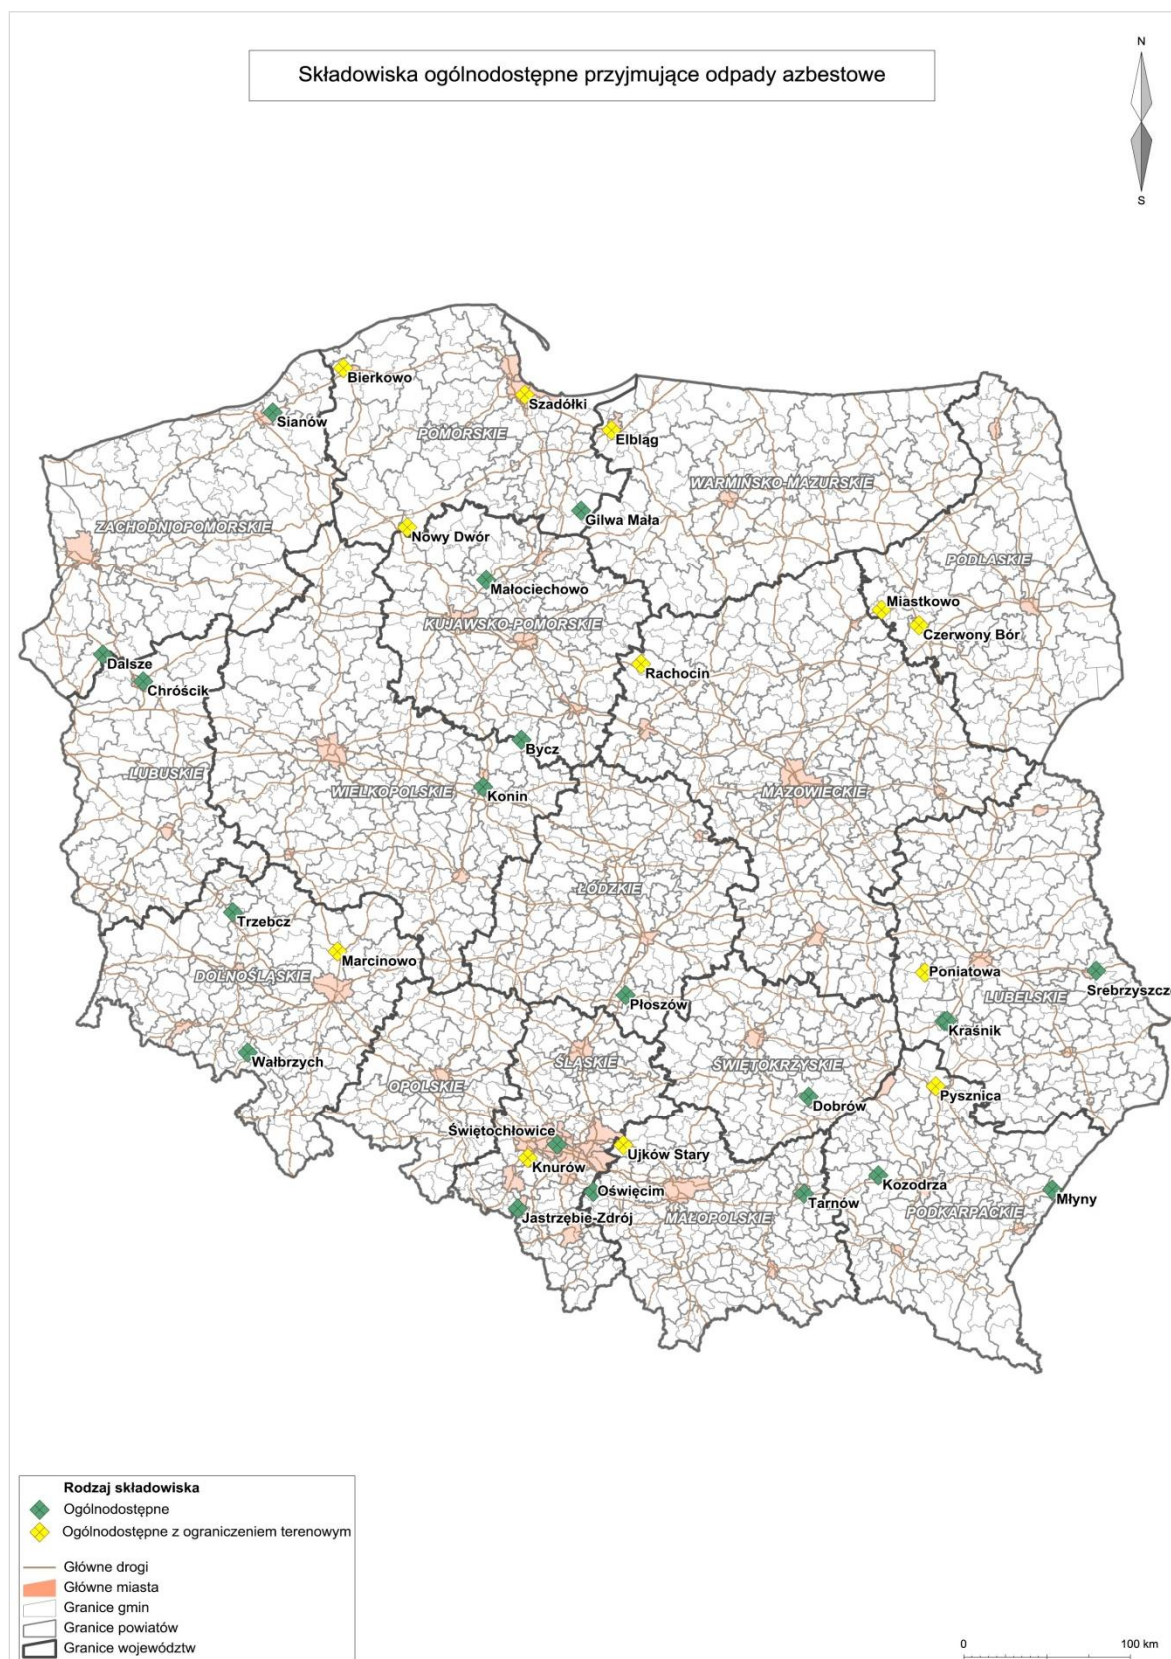 N
Składowiska ogólnodostępne przyjmujące odpady azbestowe
S
Bierkowo
Szadółki
Sianów
POMORSKIE
Elbląg
WARMIŃSKO-MAZURSKIE
Gilwa Mała
ZACHODNIOPOMORSKIE
Nowy Dwór
PODLASKIE
Małociechowo
Miastkowo
KUJAWSKO-POMORSKIE
Czerwony Bór
Dalsze
Rachocin
Chróścik
Bycz
LUBUSKIE
WIELKOPOLSKIE
Konin
MAZOWIECKIE
ŁÓDZKIE
Trzebcz
Marcinowo
DOLNOŚLĄSKIE
Poniatowa
Srebrzyszcze
LUBELSKIE
Płoszów
Kraśnik
Wałbrzych
ŚLĄSKIE
ŚWIĘTOKRZYSKIE
OPOLSKIE
Pysznica
Dobrów
Świętochłowice
Ujków Stary
Knurów
Kozodrza
Oświęcim
Tarnów
Młyny
Jastrzębie-Zdrój
MAŁOPOLSKIE
PODKARPACKIE
Rodzaj składowiska
Ogólnodostępne
Ogólnodostępne z ograniczeniem terenowym
Główne drogi
Główne miasta
Granice gmin
Granice powiatów
Granice województw
0 100 km